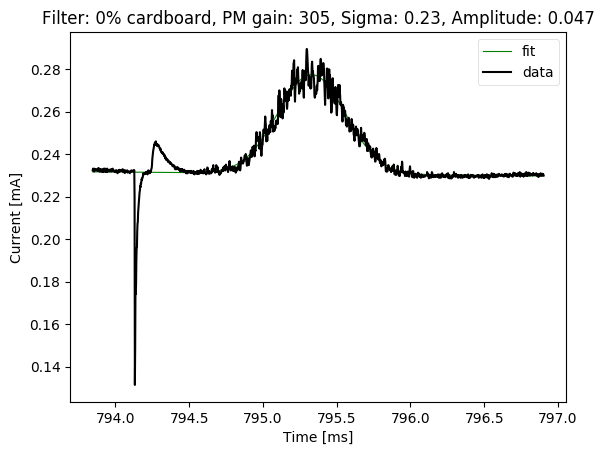 Filter: 0% cardboard, PM gain: 305, Sigma: 0.23, Amplitude: 0.047
fit
data
0.28
0.26
0.24
0.22
0.20
0.18
0.16
0.14
Current [mA]
794.0 794.5 795.0 795.5 796.0 796.5 797.0
Time [ms]